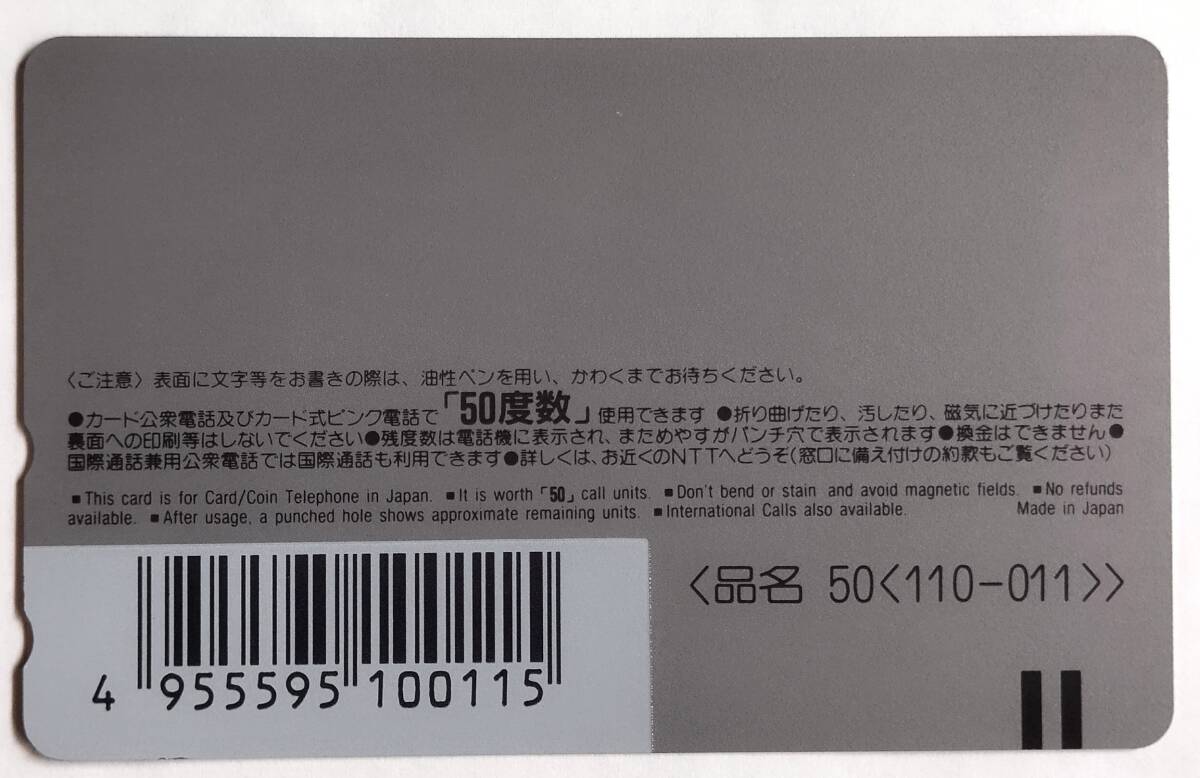 〈ご注意〉表面に文字等をお書きの際は、油性ペンを用い、かわくまでお待ちください。
●カード公衆電話及びカード式ピンク電話で「50度数」使用できます ●折り曲げたり、汚したり、磁気に近づけたりまた
裏面への印刷等はしないでください●残度数は電話機に表示され、まためやすがパンチ穴で表示されます●換金はできません●
国際通話兼用公衆電話では国際通話も利用できます●詳しくは、お近くのNTTへどうぞ(窓口に備え付けの約款もご覧ください)
■This card is for Card/Coin Telephone in Japan. ■It is worth「50」call units. ■Don't bend or stain and avoid magnetic fields. ■No refunds
available. ■After usage, a punched hole shows approximate remaining units. ■International Calls also available. Made in Japan
〈品名 50〈110-011〉〉
4 955595 100115